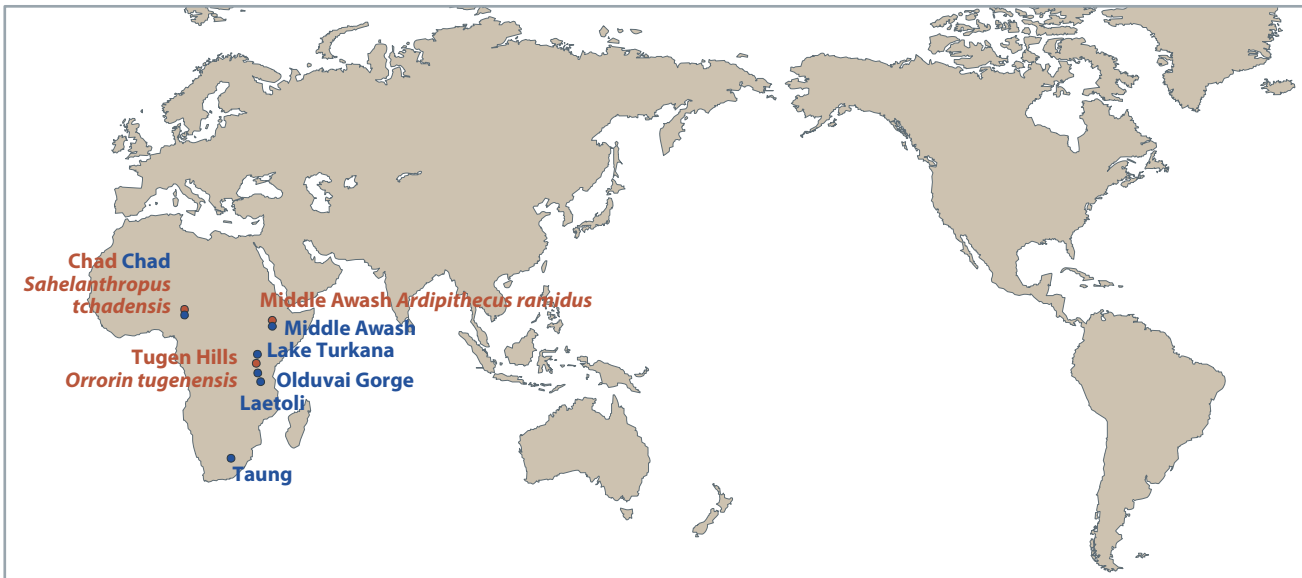 Chad Chad
Sahelanthropus
tchadensis
Middle Awash Ardipithecus ramidus
Middle Awash
Lake Turkana
Tugen Hills
Orrorin tugenensis
Olduvai Gorge
Laetoli
Taung